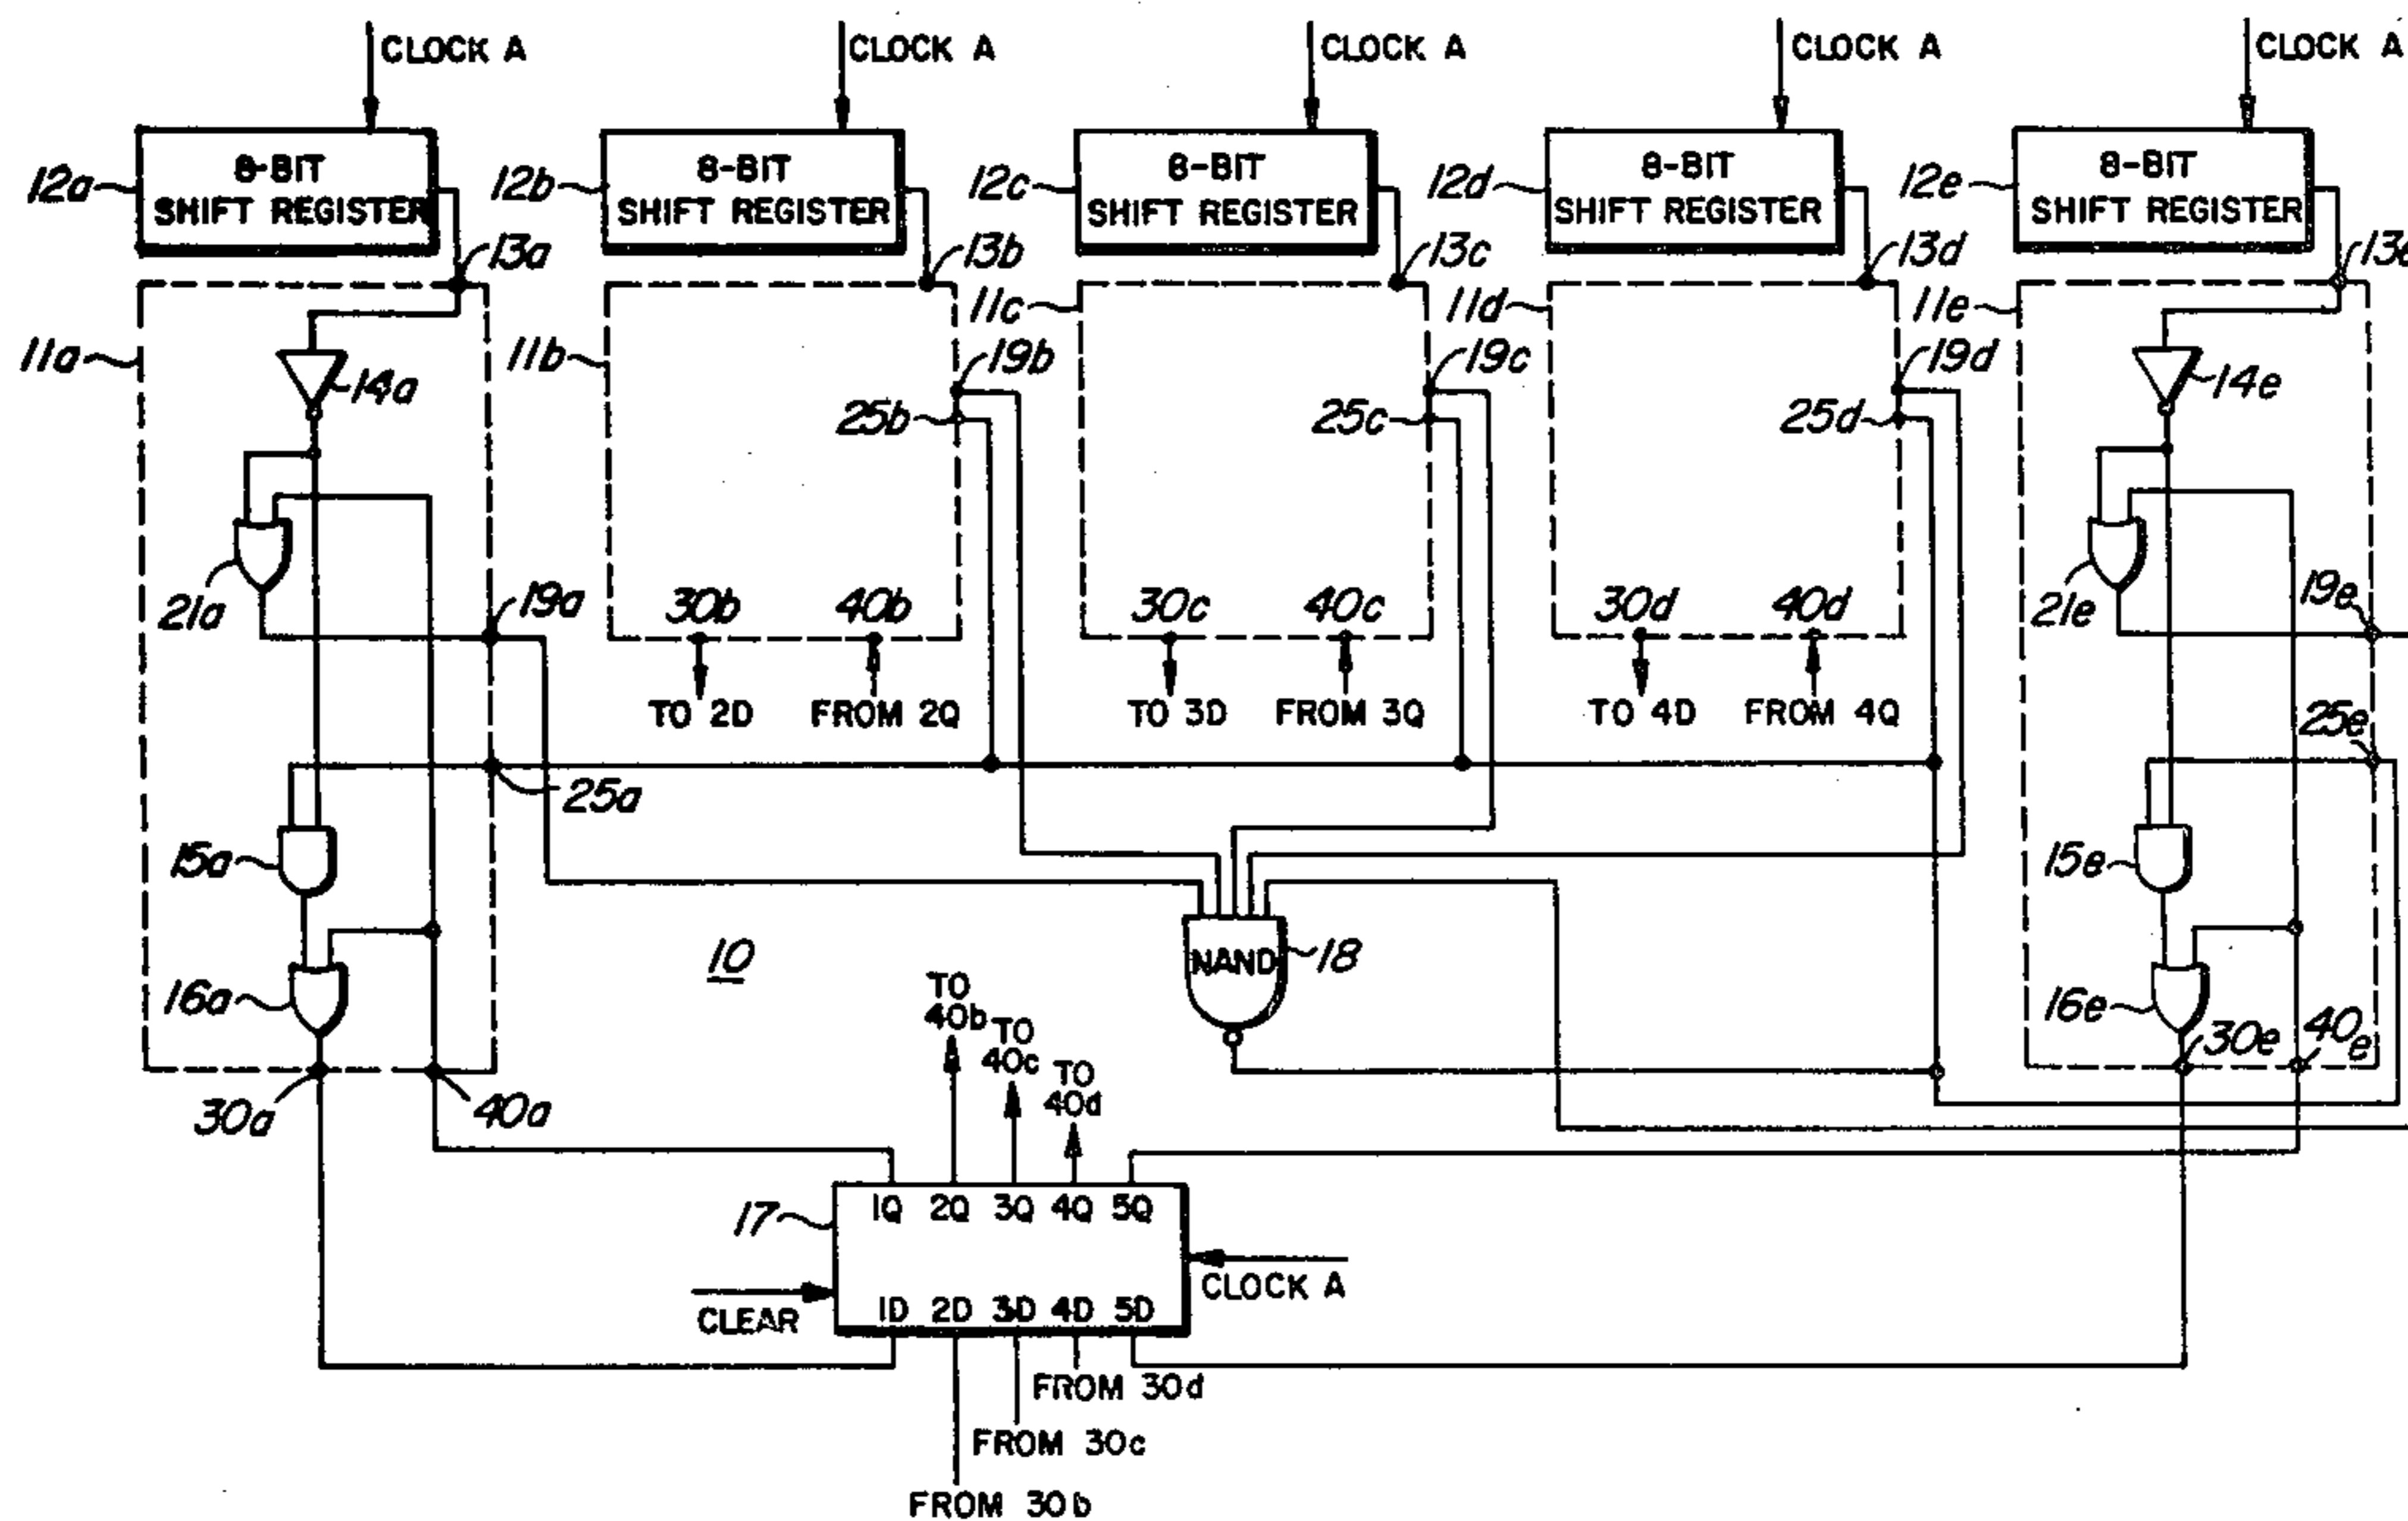 CLOCK A
CLOCK A
CLOCK A
CLOCK A
CLOCK A
12a
8-BIT
SHIFT REGISTER
12b
8-BIT
SHIFT REGISTER
12c
8-BIT
SHIFT REGISTER
12d
8-BIT
SHIFT REGISTER
12e
8-BIT
SHIFT REGISTER
13a
13b
13c
13d
13e
11a
11b
11c
11d
11e
14a
19b
19c
19d
14e
25b
25c
25d
21a
19a
30b
40b
30c
40c
30d
40d
21e
19e
TO 2D
FROM 2Q
TO 3D
FROM 3Q
TO 4D
FROM 4Q
25e
25a
15a
15e
10
NAND
18
16a
16e
TO
40b
TO
40c
TO
40d
30e
40e
30a
40a
17
1Q 2Q 3Q 4Q 5Q
CLOCK A
CLEAR
1D 2D 3D 4D 5D
FROM 30d
FROM 30c
FROM 30b